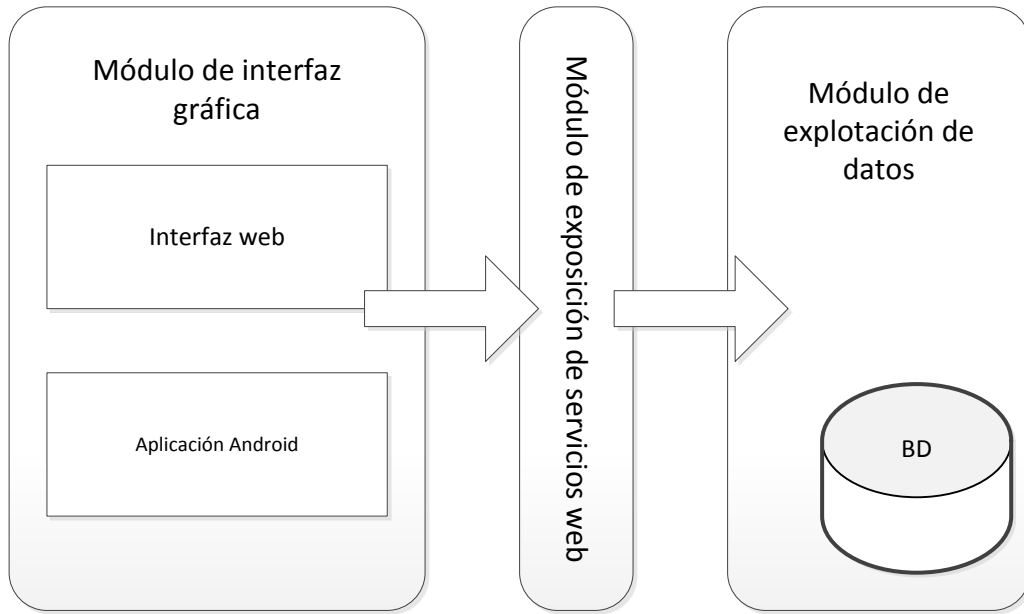 Módulo de interfaz
gráfica
Interfaz web
Aplicación Android
Módulo de exposición de servicios web
Módulo de
explotación de
datos
BD